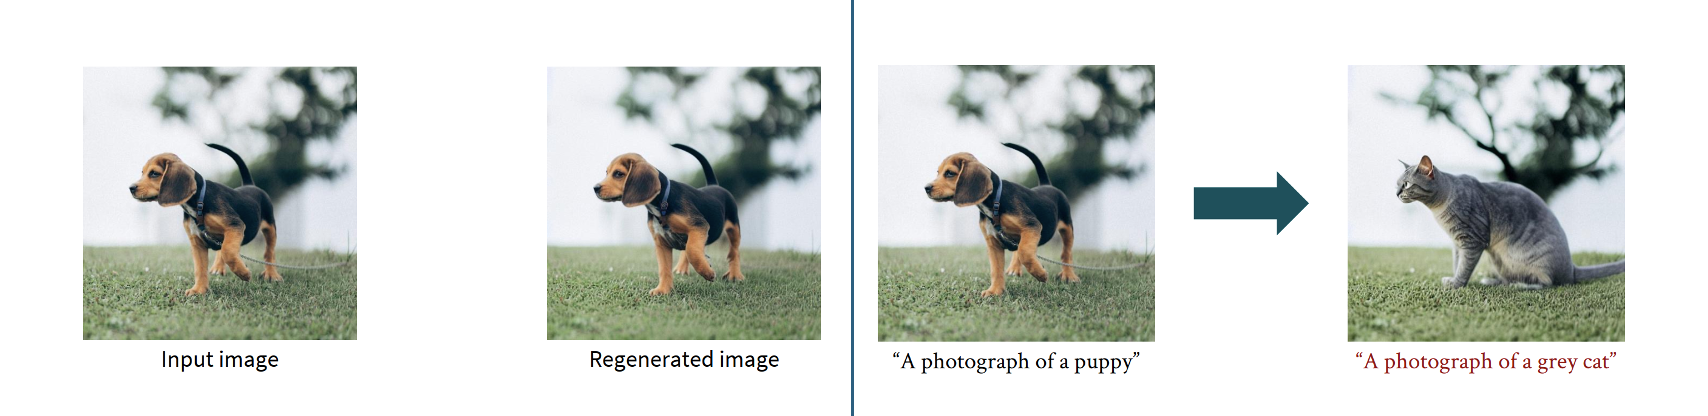 Input image
Regenerated image
“A photograph of a puppy”
“A photograph of a grey cat”